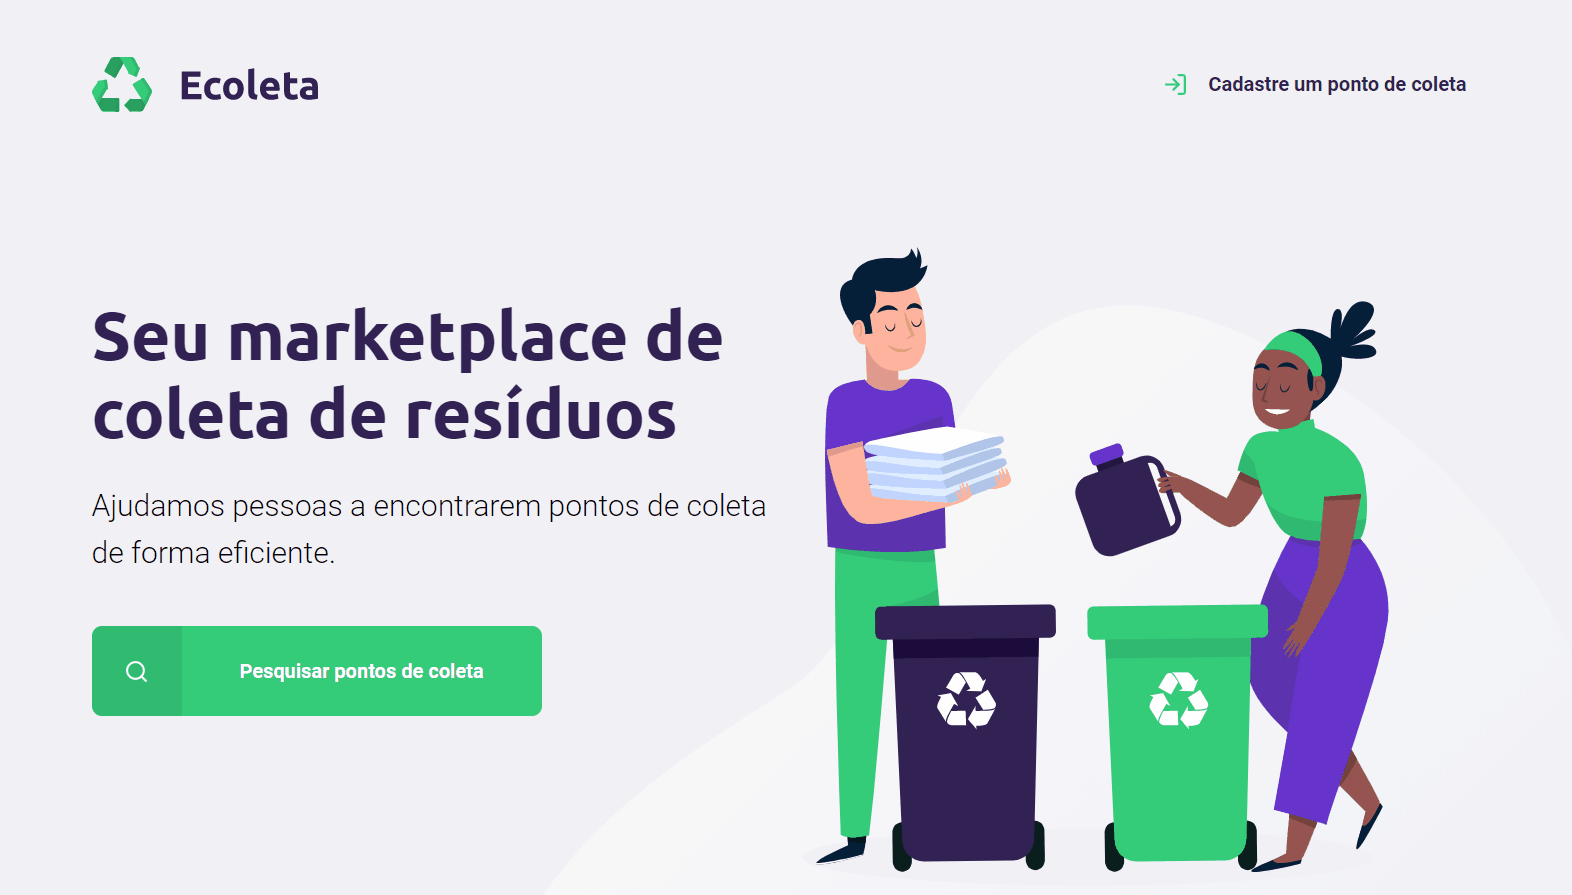 Ecoleta
Cadastre um ponto de coleta
Seu marketplace de
coleta de resíduos
Ajudamos pessoas a encontrarem pontos de coleta
de forma eficiente.
Pesquisar pontos de coleta